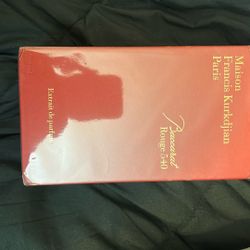 Maison
Francis Kurkdjian
Paris
Baccarat
Rouge 540
Extrait de parfum